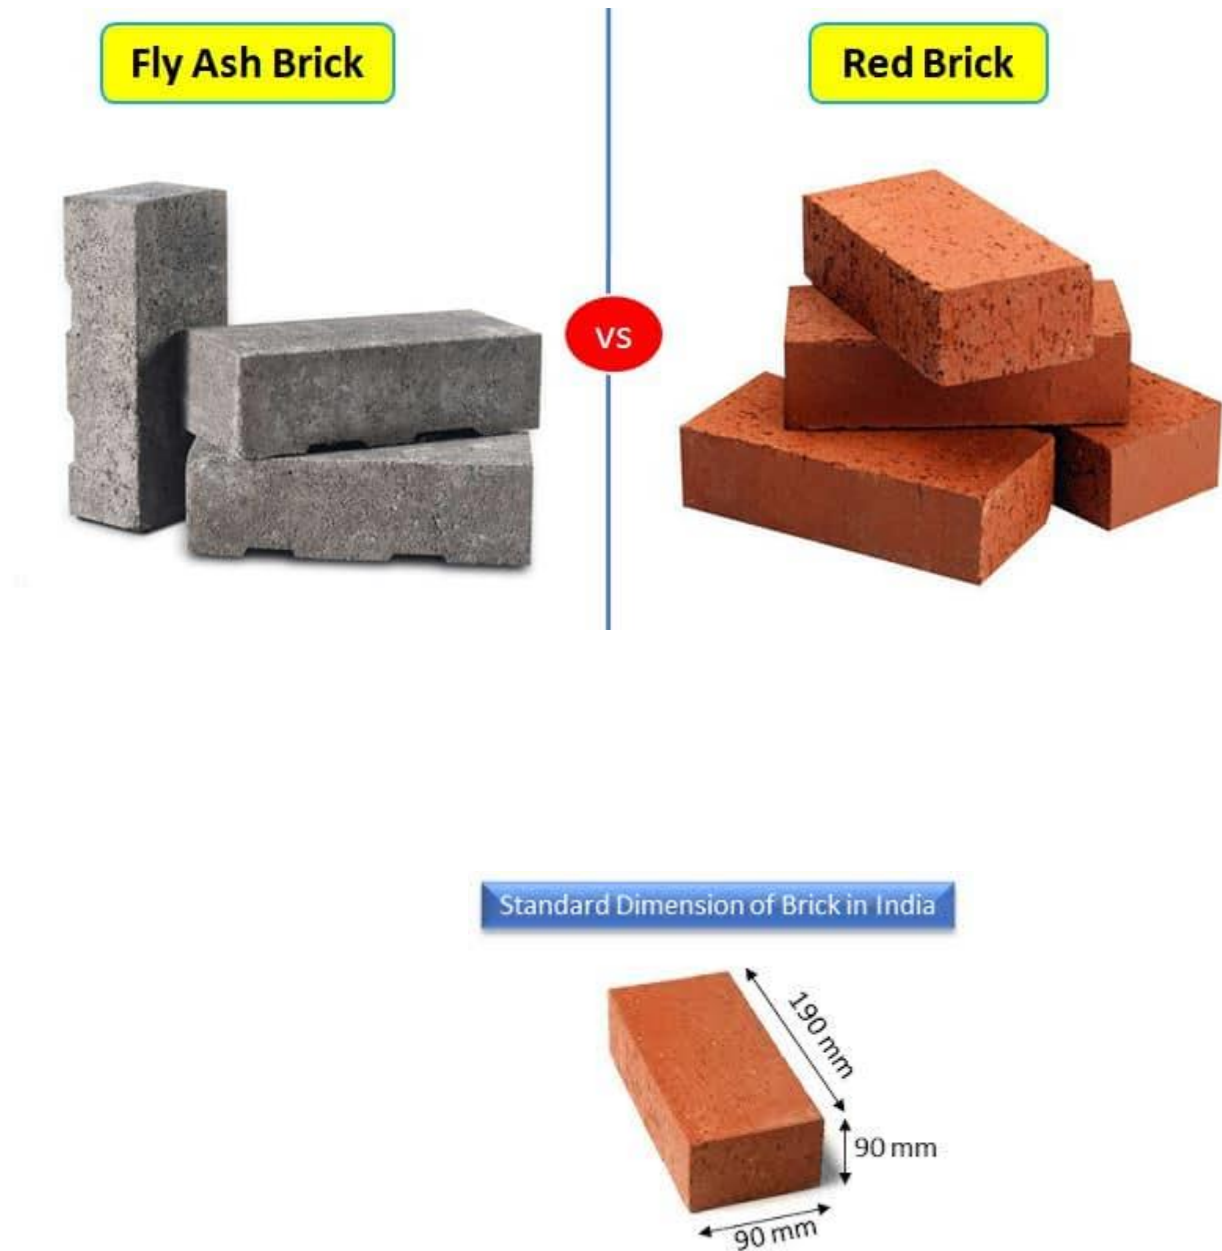 Fly Ash Brick
Red Brick
vs
Standard Dimension of Brick in India
190 mm
90 mm
90 mm